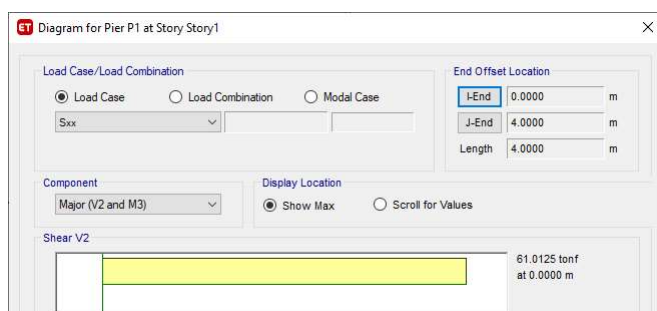 ET Diagram for Pier P1 at Story Story1
Load Case/Load Combination
Load Case Load Combination Modal Case
Sxx
End Offset Location
I-End 0.0000 m
J-End 4.0000 m
Length 4.0000 m
Component
Major (V2 and M3)
Display Location
Show Max Scroll for Values
Shear V2
61.0125 tonf
at 0.0000 m